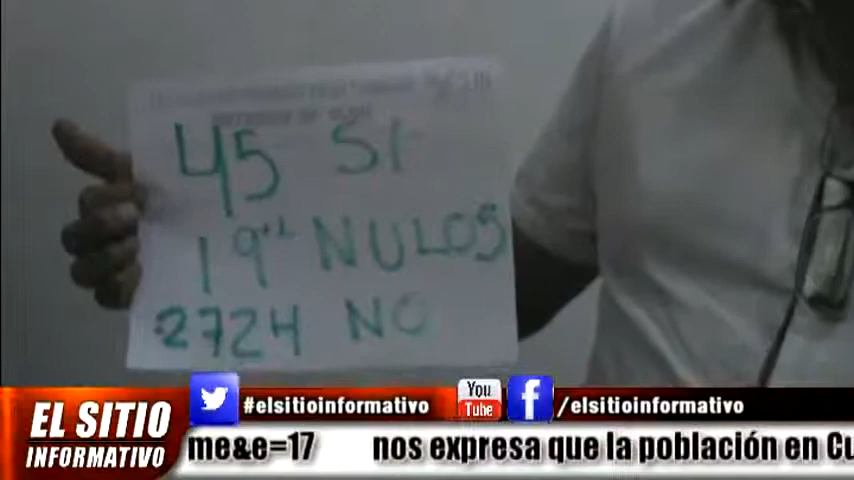 45 SI
19 NULOS
2724 NO
#elsitioinformativo
You
Tube
/elsitioinformativo
EL SITIO
INFORMATIVO
me&e=17 nos expresa que la población en Cu